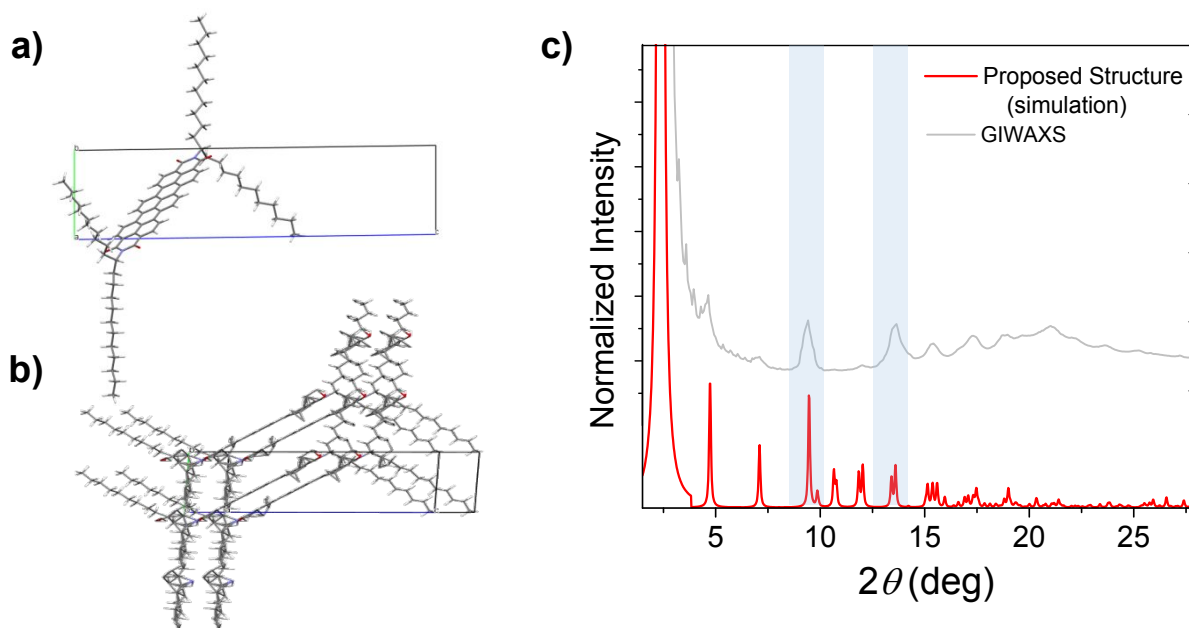 a)
b)
c)
Proposed Structure
(simulation)
GIWAXS
Normalized Intensity
5
10
15
20
25
2θ (deg)